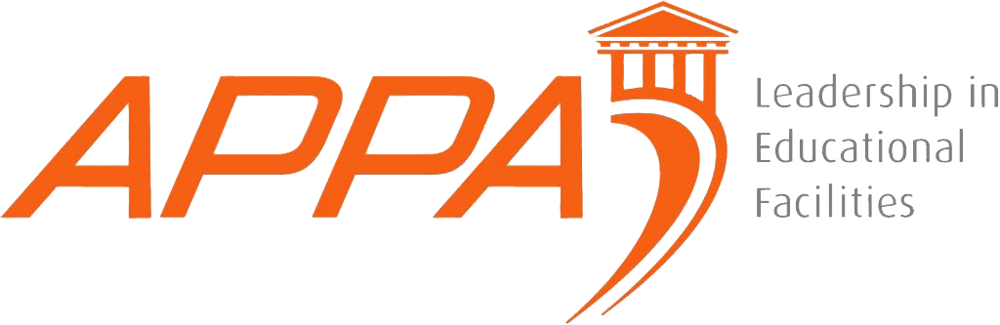 APPA
Leadership in
Educational
Facilities